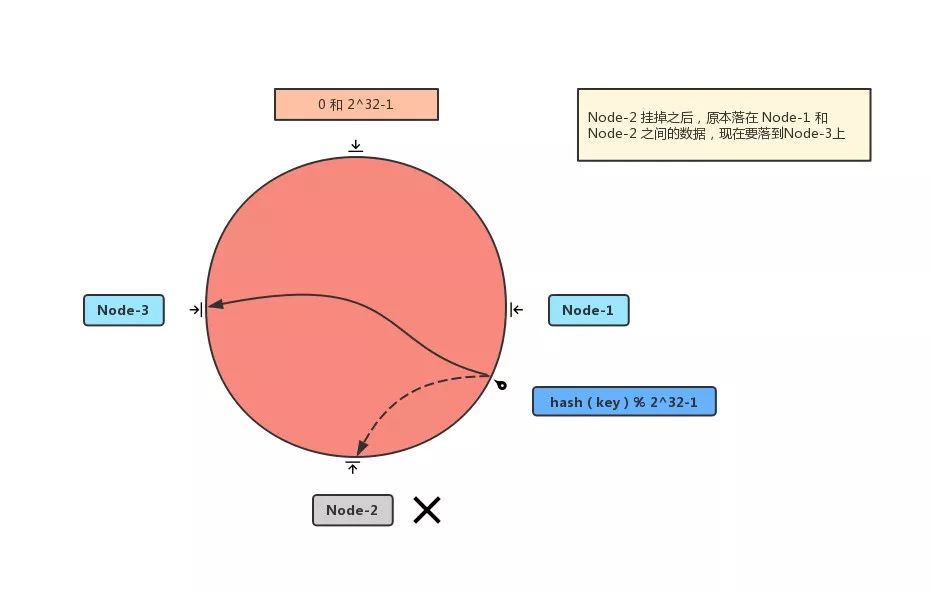 0 和 2^32-1
Node-2 挂掉之后，原本落在 Node-1 和
Node-2 之间的数据，现在要落到Node-3上
Node-3
Node-1
hash ( key ) % 2^32-1
Node-2